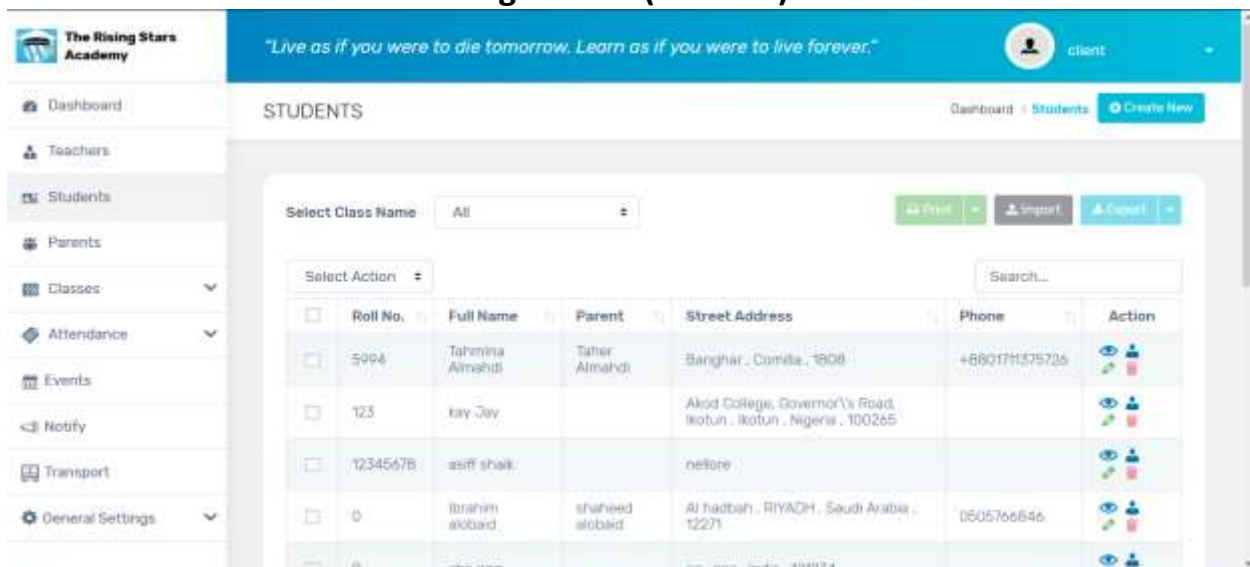 The Rising Stars
Academy
"Live as if you were to die tomorrow. Learn as if you were to live forever."
client
Dashboard
Teachers
Students
Parents
Classes
Attendance
Events
Notify
Transport
General Settings
STUDENTS
Dashboard
Students
Create New
Select Class Name
All
Print
Import
Export
Select Action
Search...
Roll No. Full Name Parent Street Address Phone Action
5994 Tahmina Taher Banghar , Comilla , 1808 +8801711375726
Almahdi Almahdi
123 kay Jay Akod College, Governor\'s Road,
Ikotun , Ikotun , Nigeria , 100265
12345678 asiff shaik nellore
0 Ibrahim shaheed Al hadbah , RIYADH , Saudi Arabia , 0505766846
alobaid alobaid 12271